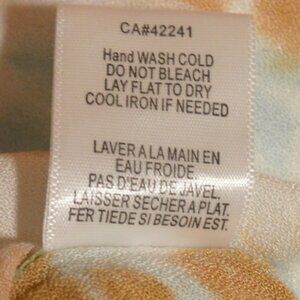 CA#42241
Hand WASH COLD
DO NOT BLEACH
LAY FLAT TO DRY
COOL IRON IF NEEDED
LAVER A LA MAIN EN
EAU FROIDE.
PAS D'EAU DE JAVEL.
LAISSER SECHER A PLAT.
FER TIEDE SI BESOIN EST.